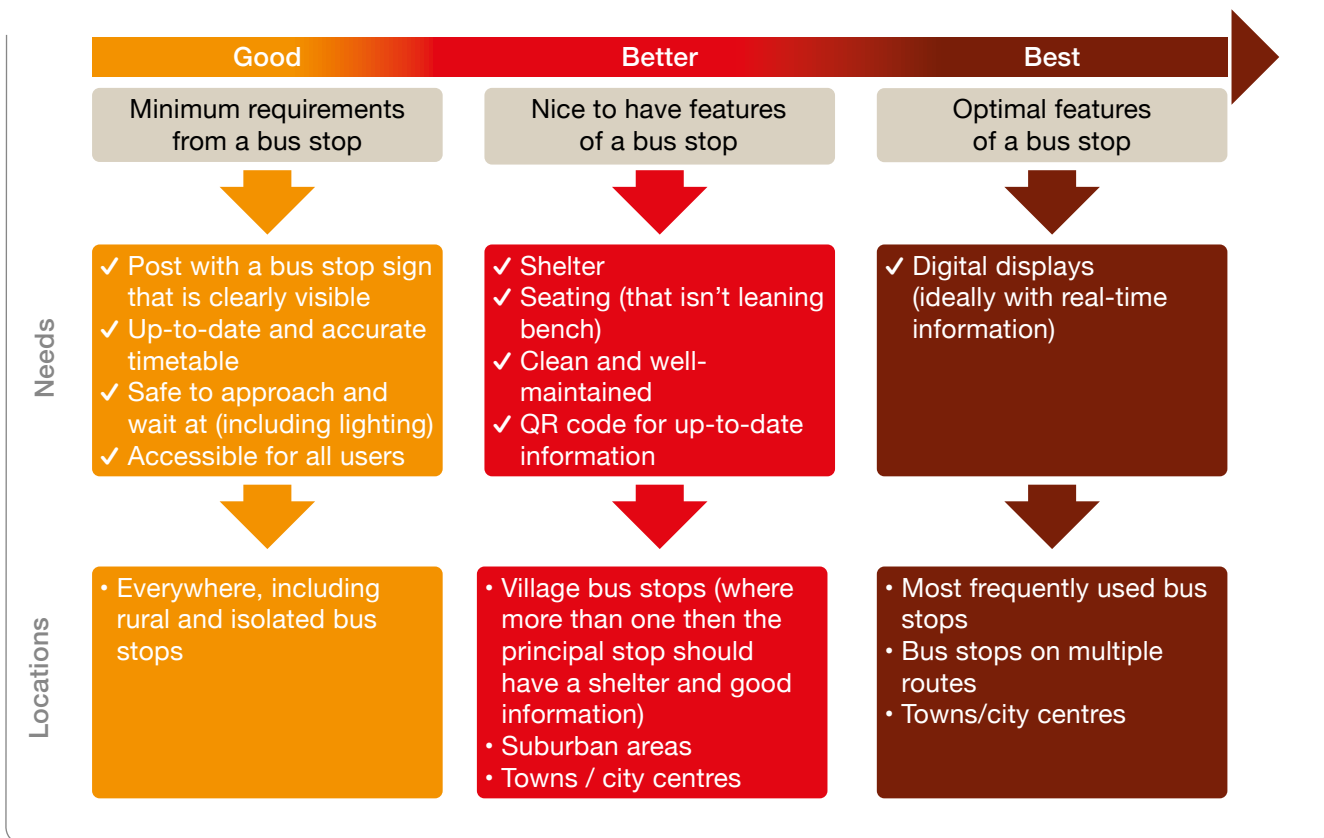 Good
Better
Best
Minimum requirements
from a bus stop
Nice to have features
of a bus stop
Optimal features
of a bus stop
Needs
✓ Post with a bus stop sign
that is clearly visible
✓ Up-to-date and accurate
timetable
✓ Safe to approach and
wait at (including lighting)
✓ Accessible for all users
✓ Shelter
✓ Seating (that isn't leaning
bench)
✓ Clean and well-
maintained
✓ QR code for up-to-date
information
✓ Digital displays
(ideally with real-time
information)
Locations
• Everywhere, including
rural and isolated bus
stops
• Village bus stops (where
more than one then the
principal stop should
have a shelter and good
information)
• Suburban areas
• Towns / city centres
• Most frequently used bus
stops
• Bus stops on multiple
routes
• Towns/city centres